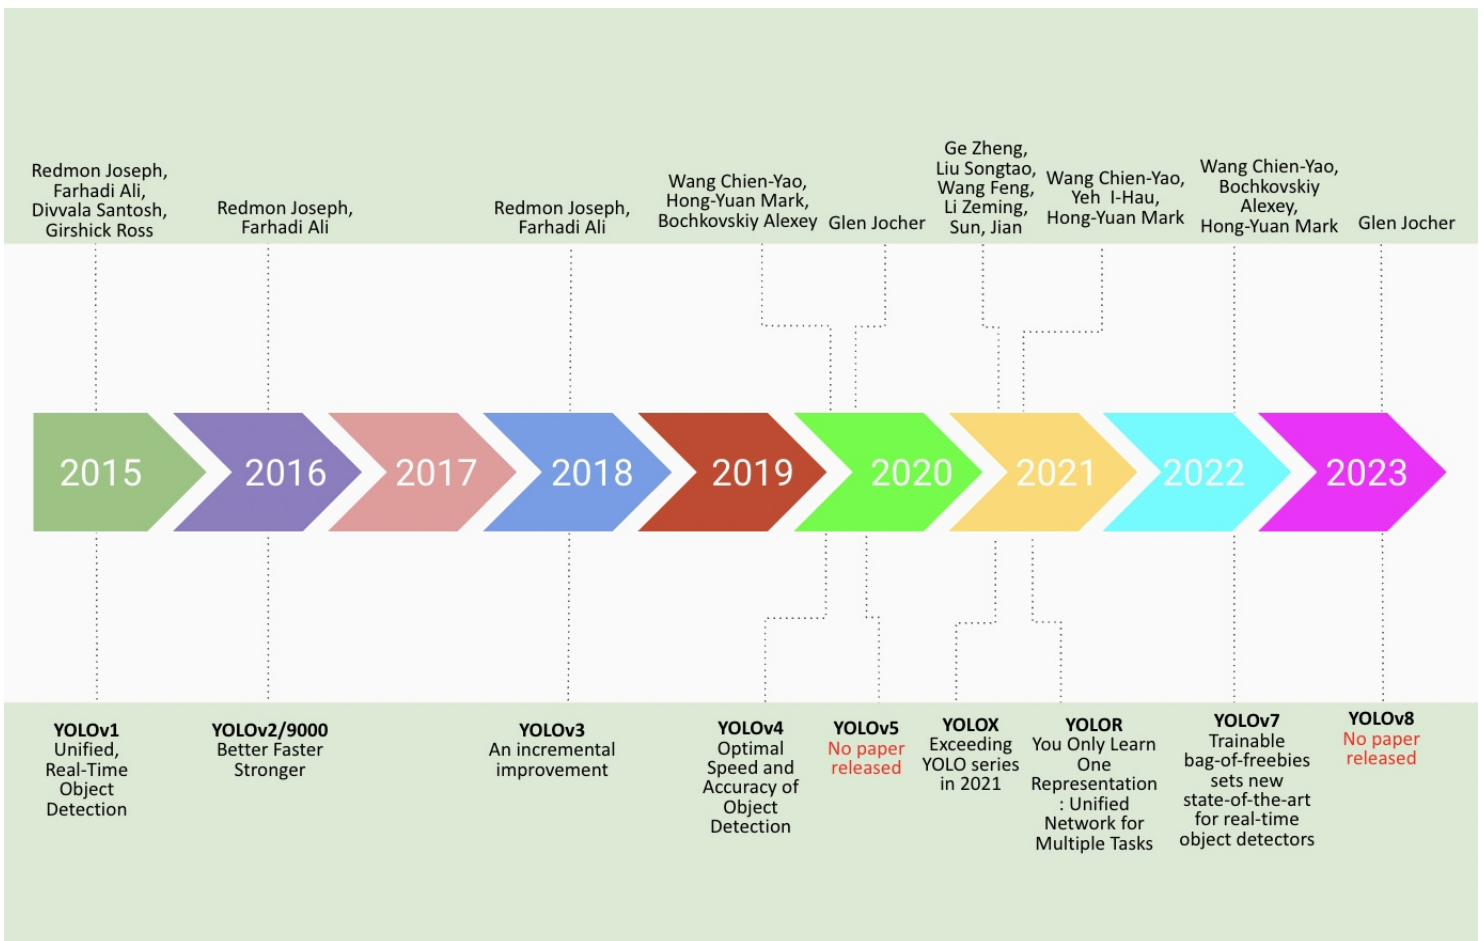 Redmon Joseph,
Farhadi Ali,
Divvala Santosh,
Girshick Ross
Redmon Joseph,
Farhadi Ali
Redmon Joseph,
Farhadi Ali
Wang Chien-Yao,
Hong-Yuan Mark,
Bochkovskiy Alexey
Glen Jocher
Ge Zheng,
Liu Songtao,
Wang Feng,
Li Zeming,
Sun, Jian
Wang Chien-Yao,
Yeh I-Hau,
Hong-Yuan Mark
Wang Chien-Yao,
Bochkovskiy
Alexey,
Hong-Yuan Mark
Glen Jocher
2015
2016
2017
2018
2019
2020
2021
2022
2023
YOLOv1
Unified,
Real-Time
Object
Detection
YOLOv2/9000
Better Faster
Stronger
YOLOv3
An incremental
improvement
YOLOv4
Optimal
Speed and
Accuracy of
Object
Detection
YOLOv5
No paper
released
YOLOX
Exceeding
YOLO series
in 2021
YOLOR
You Only Learn
One
Representation
: Unified
Network for
Multiple Tasks
YOLOv7
Trainable
bag-of-freebies
sets new
state-of-the-art
for real-time
object detectors
YOLOv8
No paper
released